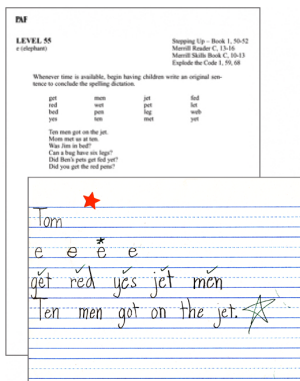 PAF
LEVEL 55
e (elephant)
Stepping Up – Book 1, 50-52
Merrill Reader C, 13-16
Merrill Skills Book C, 10-13
Explode the Code 1, 59, 68
Whenever time is available, begin having children write an original sen-
tence to conclude the spelling dictation.
get men jet fed
red wet pet let
bed pen leg web
yes ten met yet
Ten men got on the jet.
Mom met us at ten.
Was Jim in bed?
Can a bug have six legs?
Did Ben's pets get fed yet?
Did you get the red pens?
Tom
e e e e
get red yes jet men
Ten men got on the jet.